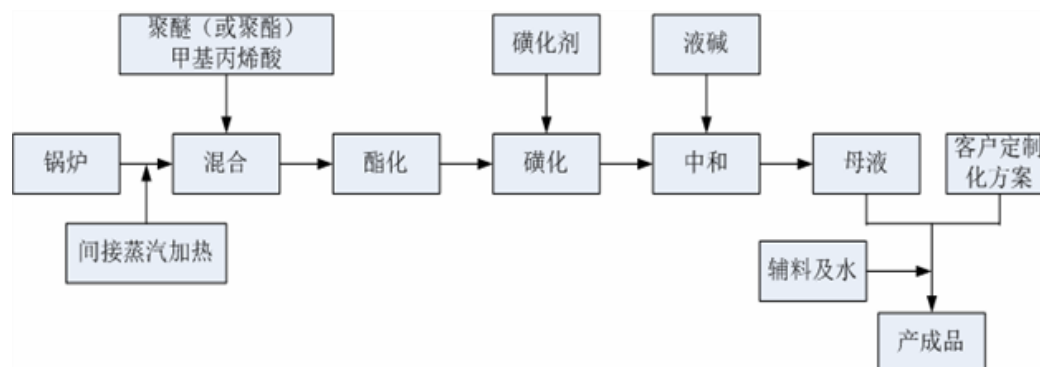 聚醚（或聚酯）
甲基丙烯酸
磺化剂
液碱
锅炉
混合
酯化
磺化
中和
母液
客户定制
化方案
间接蒸汽加热
辅料及水
产成品